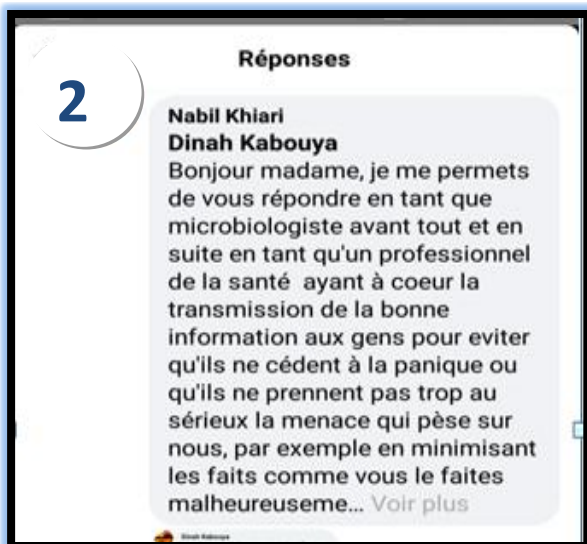 Réponses
2
Nabil Khiari
Dinah Kabouya
Bonjour madame, je me permets
de vous répondre en tant que
microbiologiste avant tout et en
suite en tant qu'un professionnel
de la santé ayant à coeur la
transmission de la bonne
information aux gens pour eviter
qu'ils ne cédent à la panique ou
qu'ils ne prennent pas trop au
sérieux la menace qui pèse sur
nous, par exemple en minimisant
les faits comme vous le faites
malheureuseme... Voir plus
Dinah Kabouya